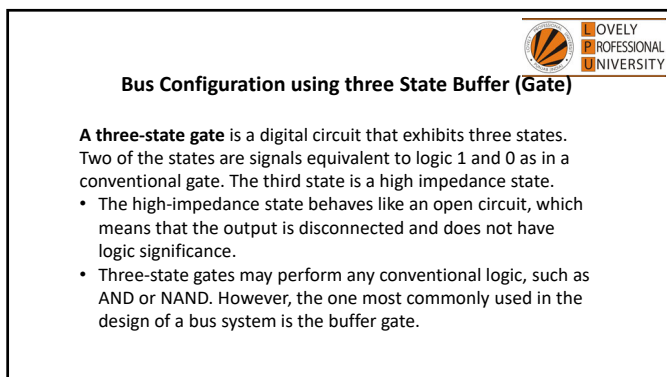 LOVELY
PROFESSIONAL
UNIVERSITY
Bus Configuration using three State Buffer (Gate)
A three-state gate is a digital circuit that exhibits three states.
Two of the states are signals equivalent to logic 1 and 0 as in a
conventional gate. The third state is a high impedance state.
• The high-impedance state behaves like an open circuit, which
means that the output is disconnected and does not have
logic significance.
• Three-state gates may perform any conventional logic, such as
AND or NAND. However, the one most commonly used in the
design of a bus system is the buffer gate.